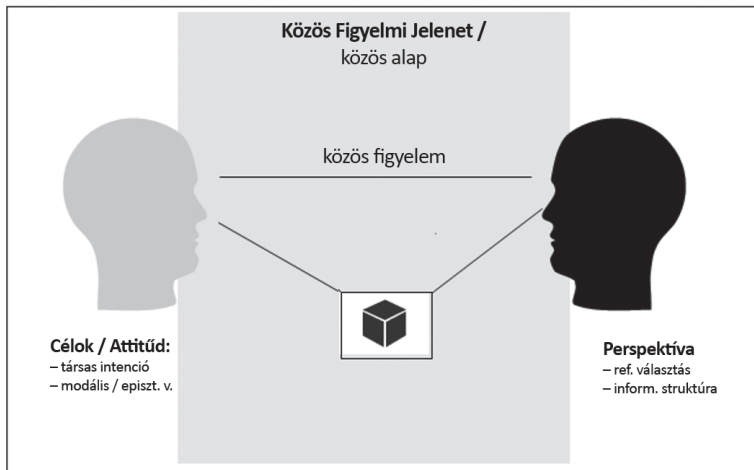 Közös Figyelmi Jelenet /
közös alap
közös figyelem
Célok / Attitűd:
– társas intenció
– modális / episzt. v.
Perspektíva
– ref. választás
– inform. struktúra